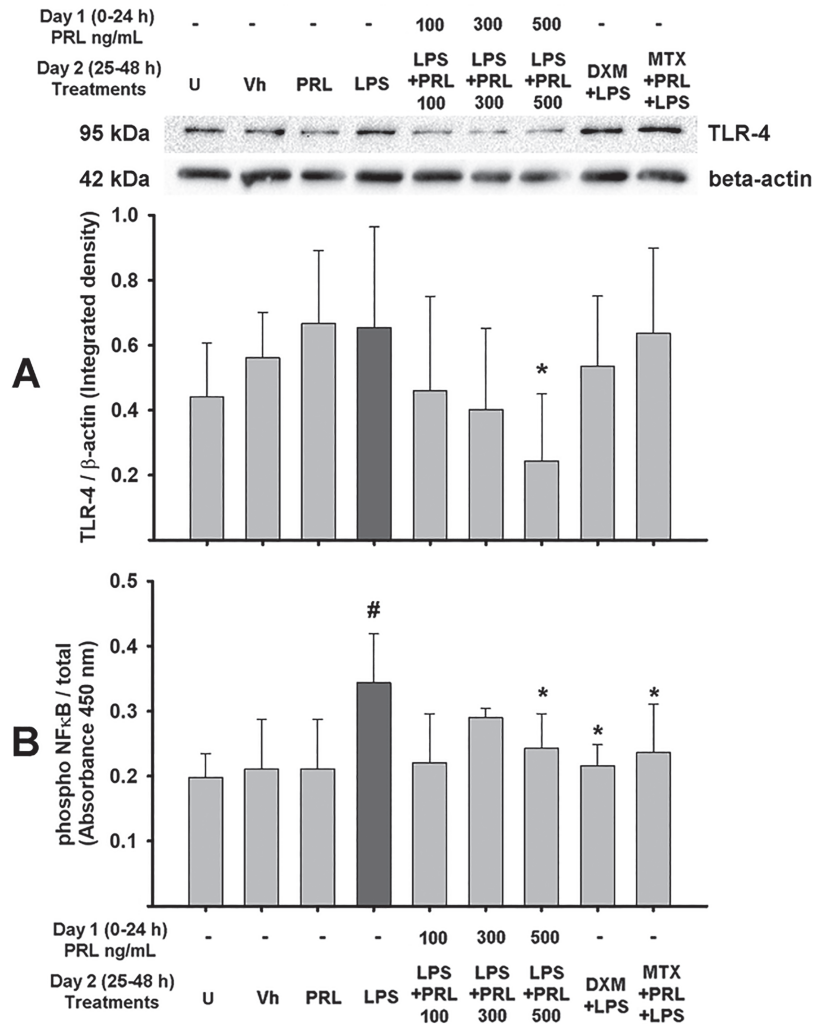 Day 1 (0-24 h) - - - - 100 300 500 - -
PRL ng/mL
Day 2 (25-48 h) U Vh PRL LPS LPS LPS LPS DXM MTX
Treatments +PRL +PRL +PRL +LPS +PRL
100 300 500 +LPS
95 kDa TLR-4
42 kDa beta-actin
A
TLR-4 / β-actin (Integrated density)
1.0
0.8
0.6
0.4
0.2
*
B
phospho NFκB / total
(Absorbance 450 nm)
0.5
0.4
0.3
0.2
0.1
#
* * *
Day 1 (0-24 h) - - - - 100 300 500 - -
PRL ng/mL
Day 2 (25-48 h) U Vh PRL LPS LPS LPS LPS DXM MTX
Treatments +PRL +PRL +PRL +LPS +PRL
100 300 500 +LPS